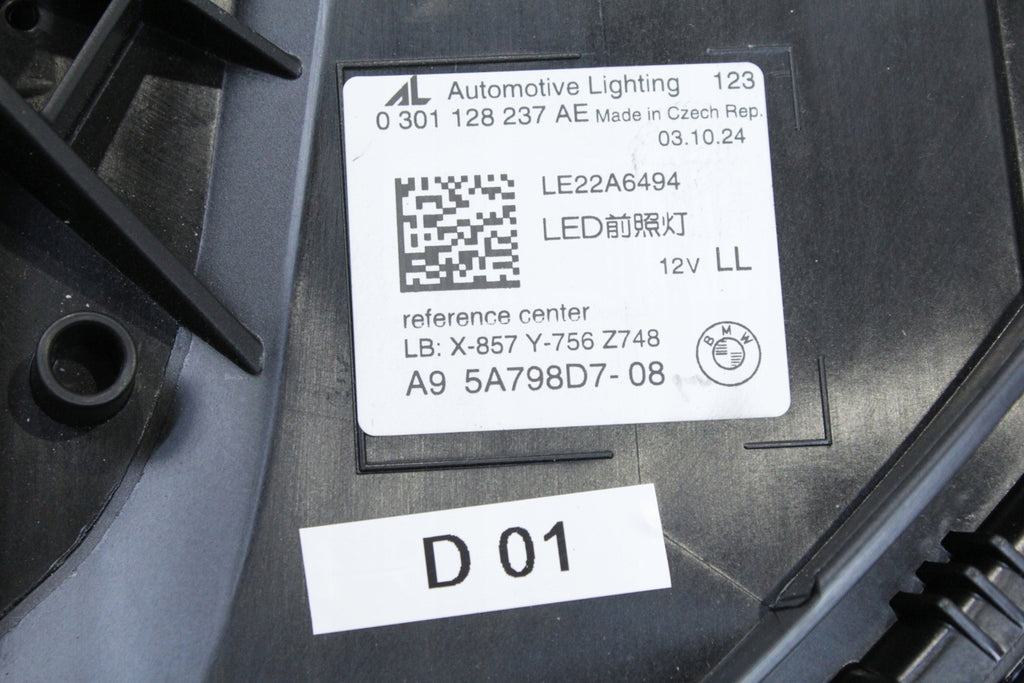 AL Automotive Lighting 123
0 301 128 237 AE Made in Czech Rep.
03.10.24
LE22A6494
LED前照灯
12V LL
reference center
LB: X-857 Y-756 Z748
A9 5A798D7-08
BMW
D 01